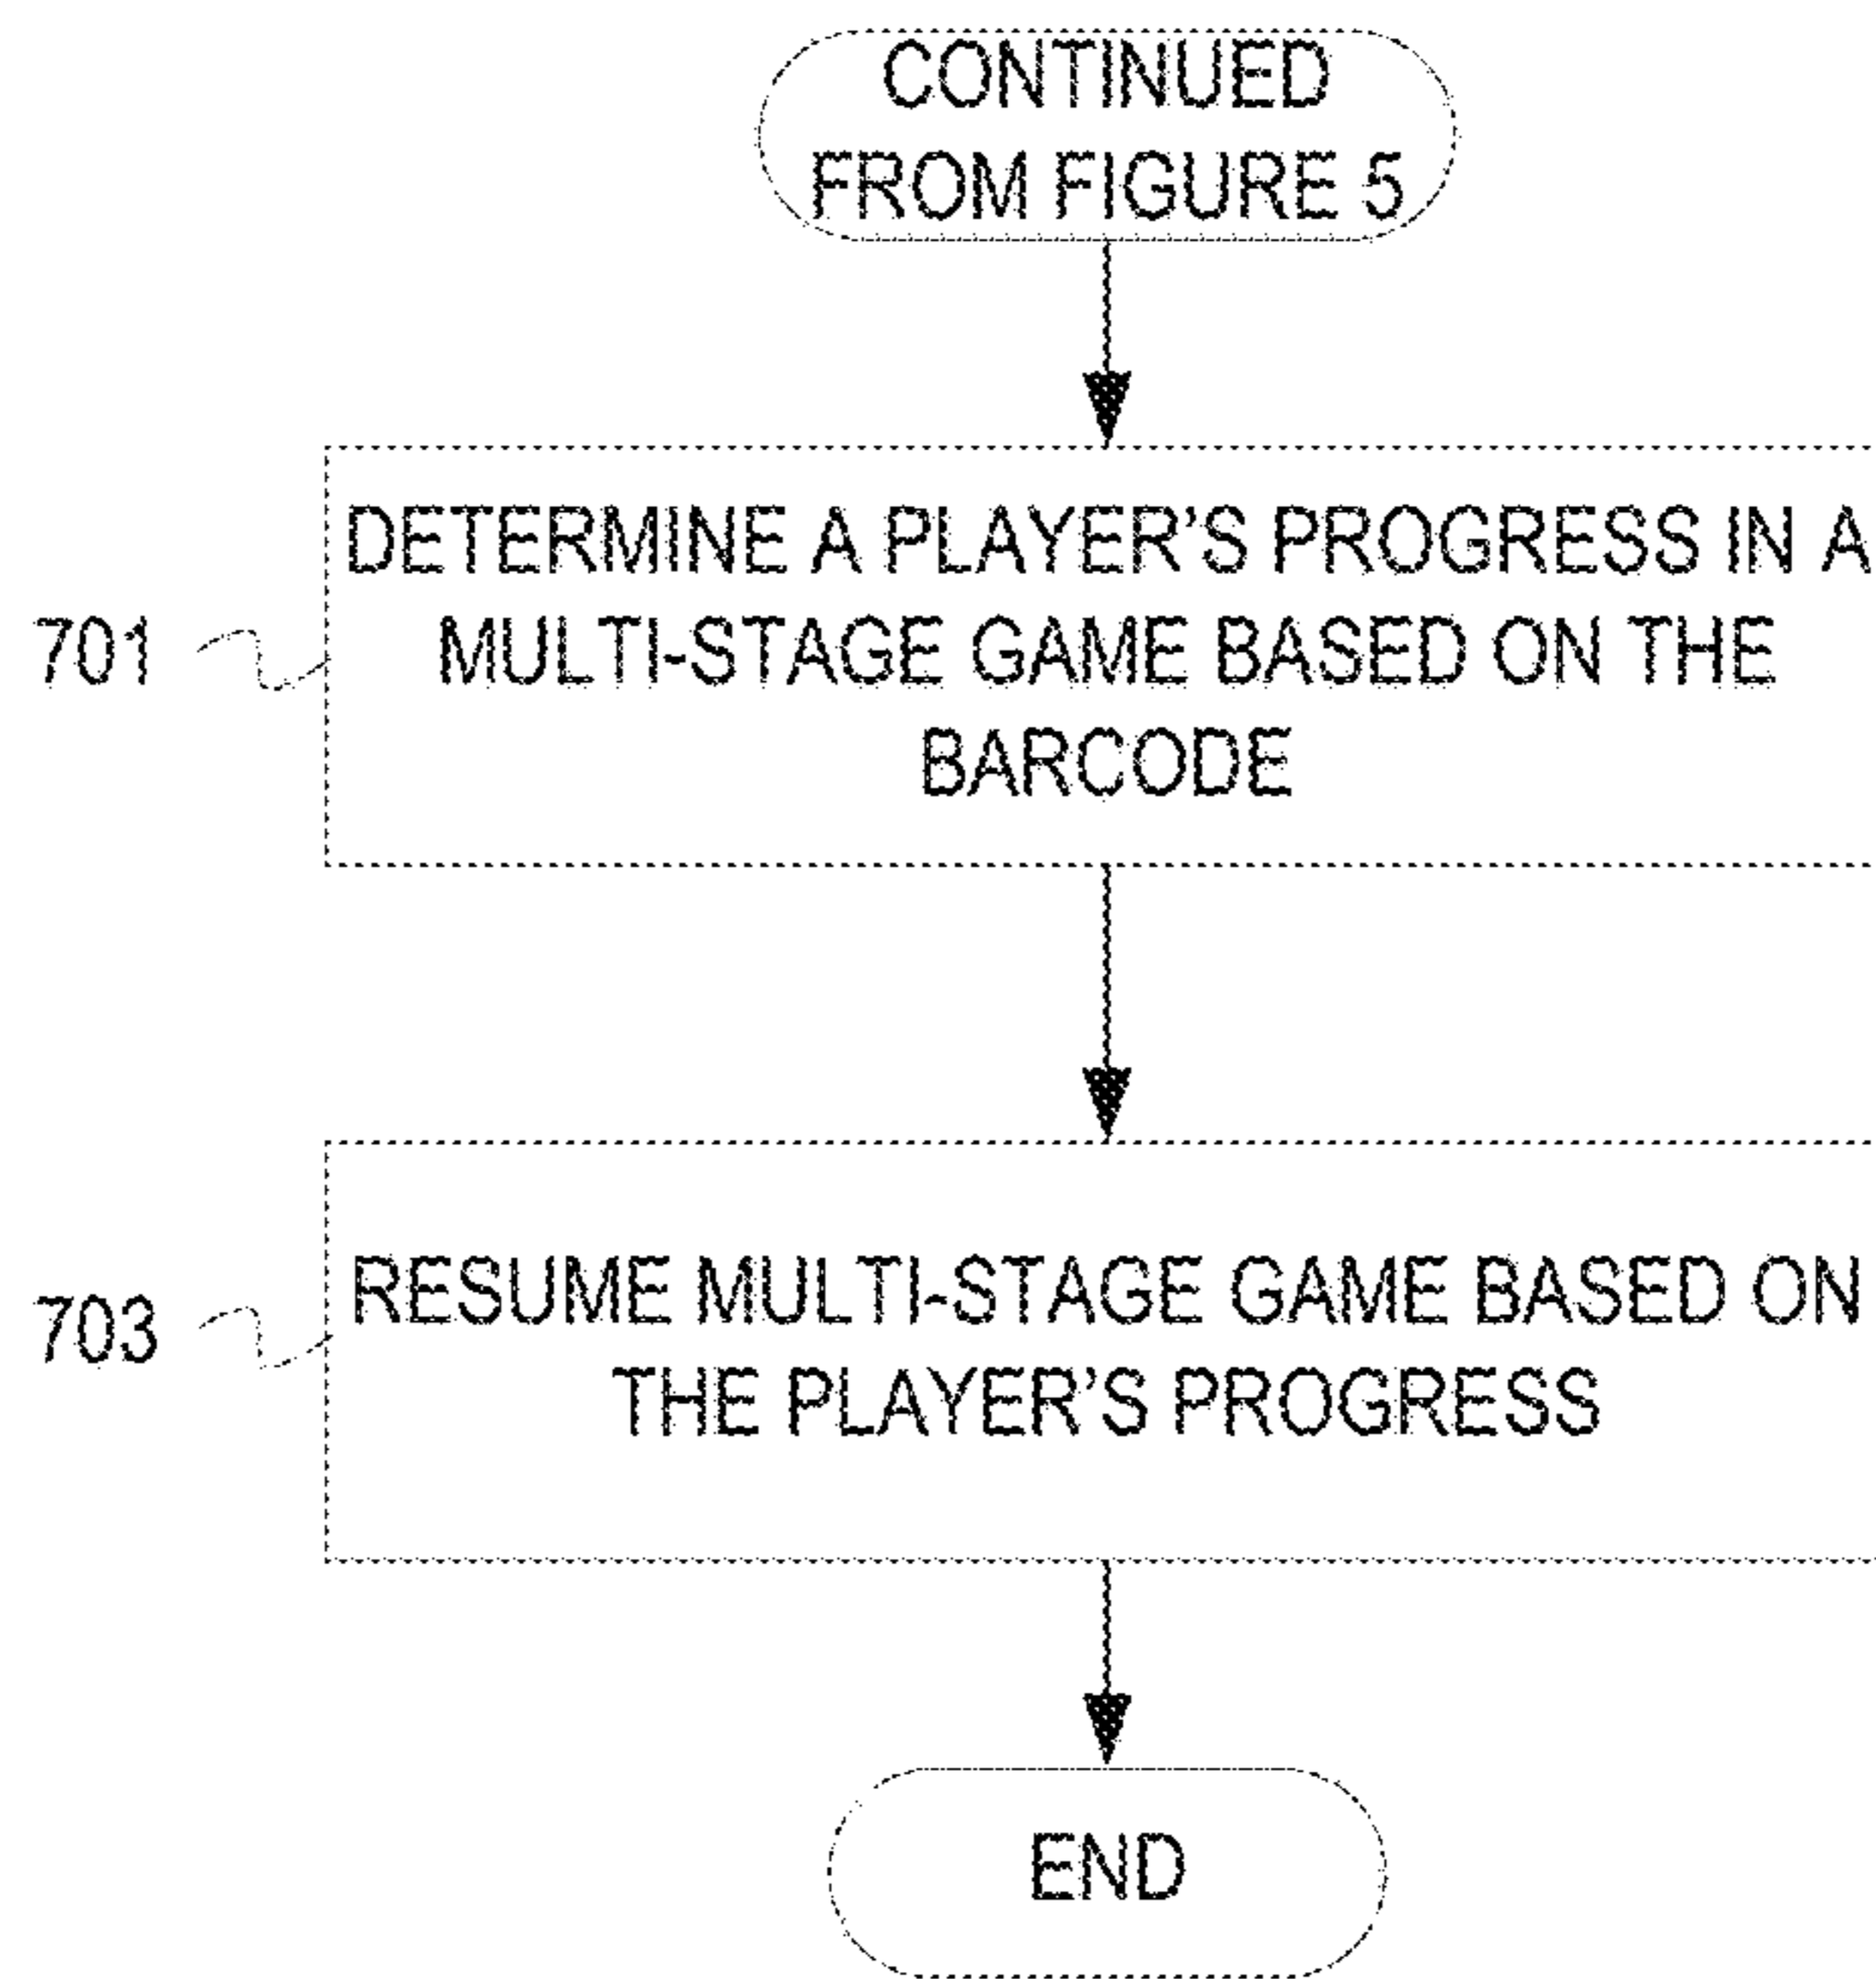 CONTINUED
FROM FIGURE 5
DETERMINE A PLAYER'S PROGRESS IN A
701
MULTI-STAGE GAME BASED ON THE
BARCODE
RESUME MULTI-STAGE GAME BASED ON
703
THE PLAYER'S PROGRESS
END